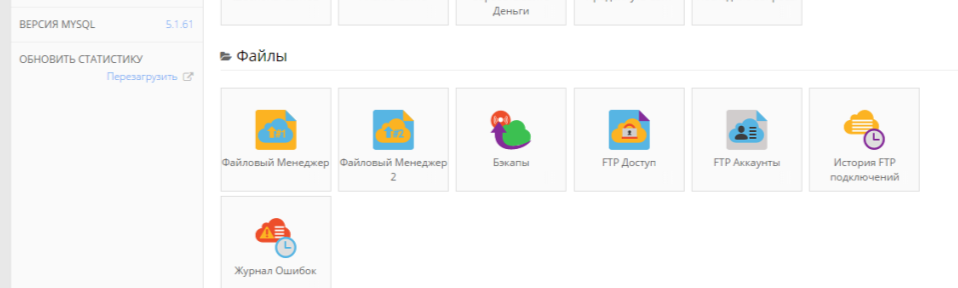 Деньги
ВЕРСИЯ MYSQL 5.1.61
ОБНОВИТЬ СТАТИСТИКУ
Перезагрузить
Файлы
Файловый Менеджер
Файловый Менеджер
2
Бэкапы
FTP Доступ
FTP Аккаунты
История FTP
подключений
Журнал Ошибок